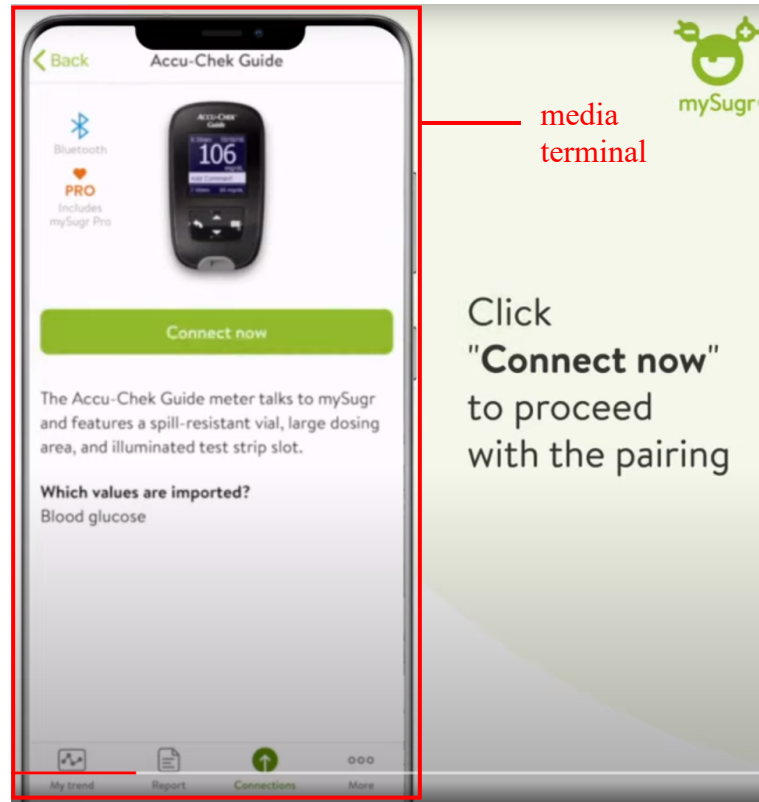 Back
Accu-Chek Guide
Bluetooth
PRO
Includes
mySugr Pro
ACCU-CHEK
Guide
106
mg/dL
Add Comment
Connect now
The Accu-Chek Guide meter talks to mySugr
and features a spill-resistant vial, large dosing
area, and illuminated test strip slot.
Which values are imported?
Blood glucose
My trend
Report
Connections
More
mySugr
media
terminal
Click
"Connect now"
to proceed
with the pairing